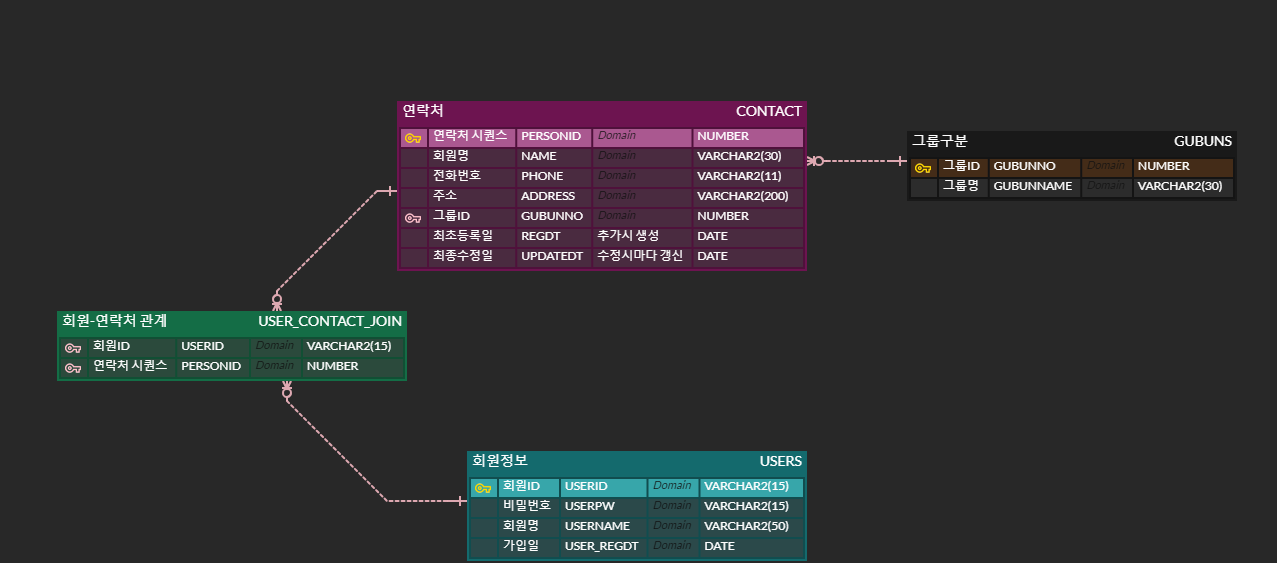 연락처 CONTACT
연락처 시퀀스 PERSONID Domain NUMBER
회원명 NAME Domain VARCHAR2(30)
전화번호 PHONE Domain VARCHAR2(11)
주소 ADDRESS Domain VARCHAR2(200)
그룹ID GUBUNNO Domain NUMBER
최초등록일 REGDT 추가시 생성 DATE
최종수정일 UPDATEDT 수정시마다 갱신 DATE
그룹구분 GUBUNS
그룹ID GUBUNNO Domain NUMBER
그룹명 GUBUNNAME Domain VARCHAR2(30)
회원-연락처 관계 USER_CONTACT_JOIN
회원ID USERID Domain VARCHAR2(15)
연락처 시퀀스 PERSONID Domain NUMBER
회원정보 USERS
회원ID USERID Domain VARCHAR2(15)
비밀번호 USERPW Domain VARCHAR2(15)
회원명 USERNAME Domain VARCHAR2(50)
가입일 USER_REGDT Domain DATE